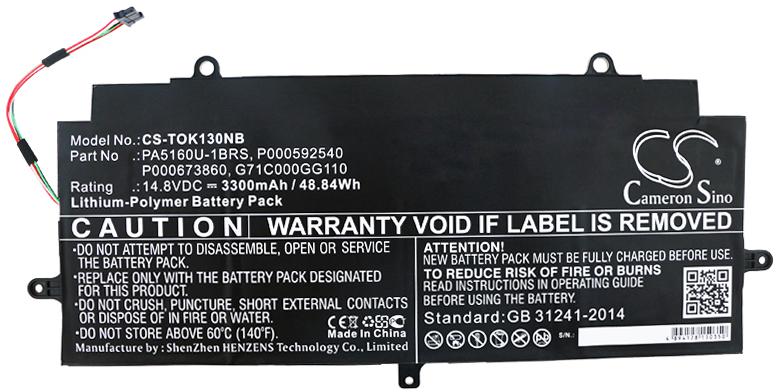 Model No.: CS-TOK130NB
Part No : PA5160U-1BRS, P000592540
P000673860, G71C000GG110
Rating : 14.8VDC ⎓ 3300mAh / 48.84Wh
Lithium-Polymer Battery Pack
CS
Cameron Sino
CAUTION WARRANTY VOID IF LABEL IS REMOVED
•DO NOT ATTEMPT TO DISASSEMBLE, OPEN OR SERVICE
THE BATTERY PACK.
•REPLACE ONLY WITH THE BATTERY PACK DESIGNATED
FOR THIS PRODUCT.
•DO NOT CRUSH, PUNCTURE, SHORT EXTERNAL CONTACTS
OR DISPOSE OF IN FIRE OR WATER.
•DO NOT STORE ABOVE 60°C (140°F).
CE
Made In China
*Manufacturer : ShenZhen HENZENS Technology Co., Limited
ATTENTION!
NEW BATTERY PACK MUST BE FULLY CHARGED BEFORE USE.
TO REDUCE RISK OF FIRE OR BURNS
READ INSTRUCTIONS IN OPERATING GUIDE
BEFORE USING THE BATTERY.
Standard:GB 31241-2014
S/N.:
4894178130350